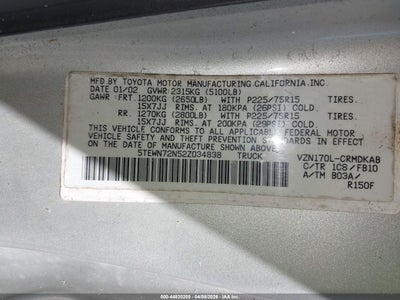 MFD. BY TOYOTA MOTOR MANUFACTURING CALIFORNIA, INC
DATE 01/02 GVWR 2315KG (5100LB)
GAWR FRT. 1200KG (2650LB) WITH P225/75R15 TIRES.
15X7JJ RIMS. AT 180KPA (26PSI) COLD.
RR. 1270KG (2800LB) WITH P225/75R15 TIRES.
15X7JJ RIMS. AT 200KPA (29PSI) COLD.
THIS VEHICLE CONFORMS TO ALL APPLICABLE FEDERAL MOTOR
VEHICLE SAFETY AND THEFT PREVENTION STANDARDS IN EFFECT
ON THE DATE OF MANUFACTURE SHOWN ABOVE.
5TEWN72N52Z034838 TRUCK
VZN170L-CRMDKAB
C/TR 1C8 / FB10
A/TM B03A/
R150F
000-44820205 - 04/08/2026 - IAA, Inc.